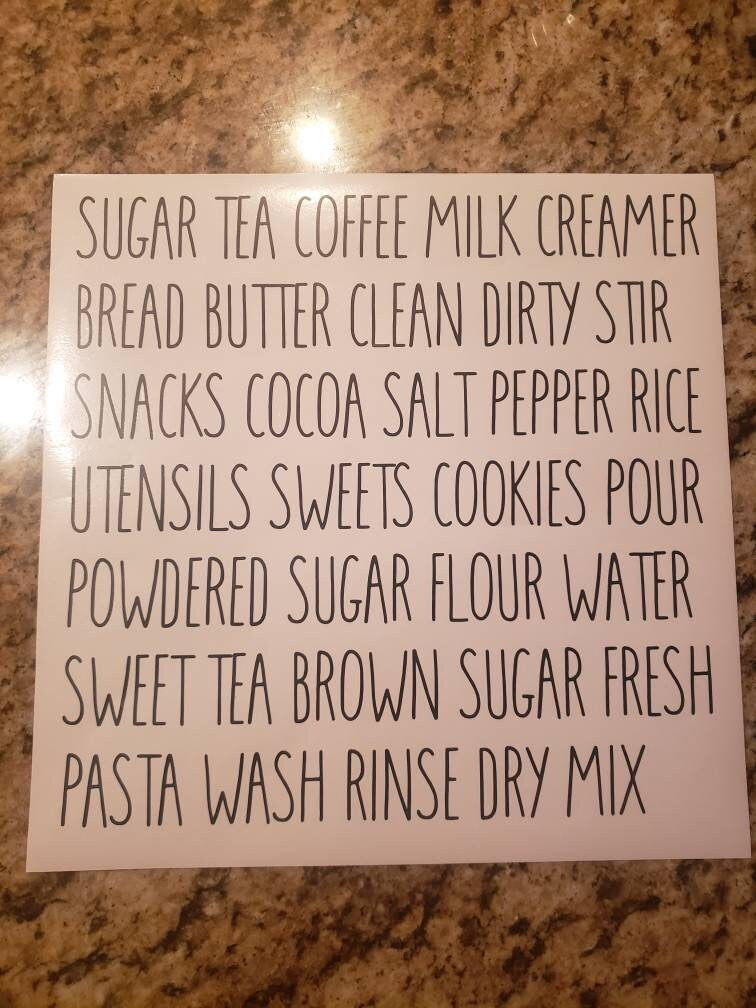 SUGAR TEA COFFEE MILK CREAMER
BREAD BUTTER CLEAN DIRTY STIR
SNACKS COCOA SALT PEPPER RICE
UTENSILS SWEETS COOKIES POUR
POWDERED SUGAR FLOUR WATER
SWEET TEA BROWN SUGAR FRESH
PASTA WASH RINSE DRY MIX